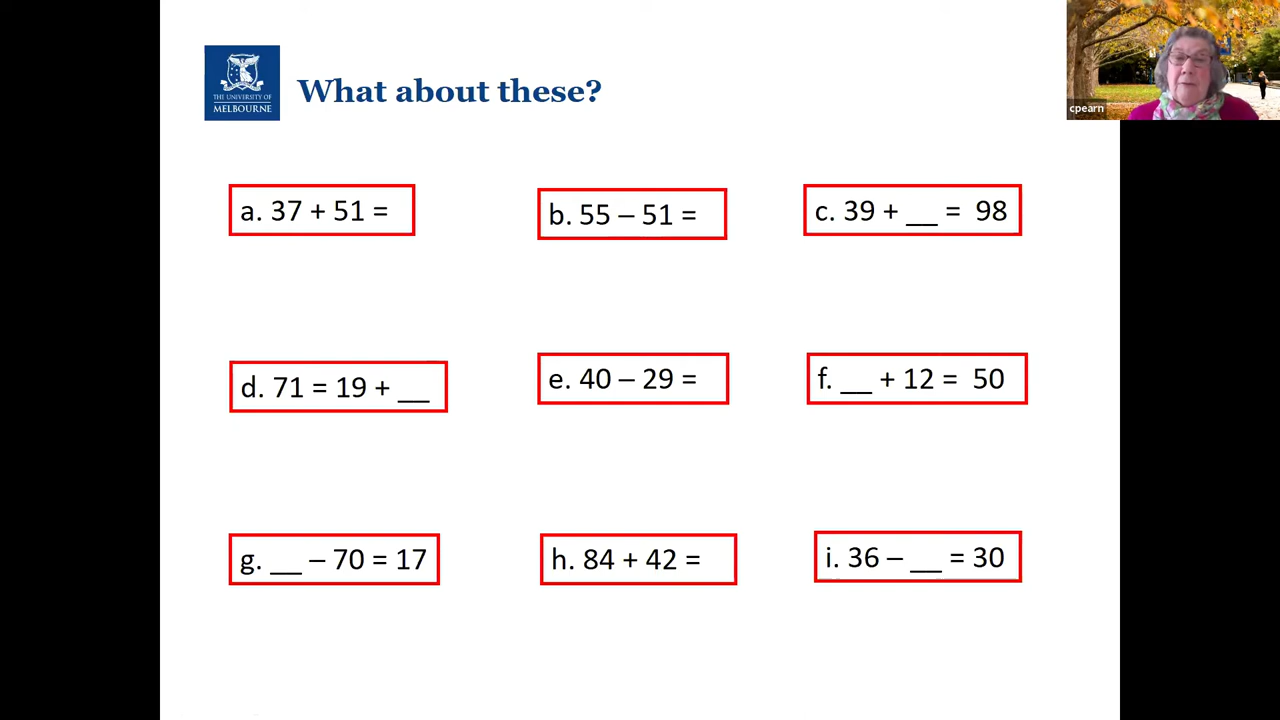 THE UNIVERSITY OF
MELBOURNE
What about these?
cpearn
a. 37 + 51 =
b. 55 – 51 =
c. 39 + __ = 98
d. 71 = 19 + __
e. 40 – 29 =
f. __ + 12 = 50
g. __ – 70 = 17
h. 84 + 42 =
i. 36 – __ = 30